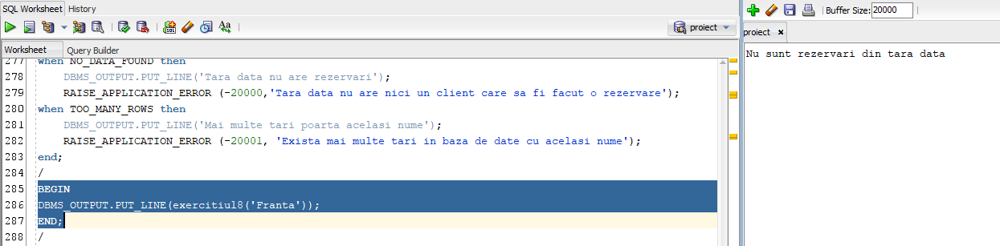 SQL Worksheet History
Buffer Size: 20000
proiect
proiect ×
Worksheet Query Builder
Nu sunt rezervari din tara data
277 when NO_DATA_FOUND then
278 DBMS_OUTPUT.PUT_LINE('Tara data nu are rezervari');
279 RAISE_APPLICATION_ERROR (-20000,'Tara data nu are nici un client care sa fi facut o rezervare');
280 when TOO_MANY_ROWS then
281 DBMS_OUTPUT.PUT_LINE('Mai multe tari poarta acelasi nume');
282 RAISE_APPLICATION_ERROR (-20001, 'Exista mai multe tari in baza de date cu acelasi nume');
283 end;
284 /
285 BEGIN
286 DBMS_OUTPUT.PUT_LINE(exercitiul8('Franta'));
287 END;
288 /